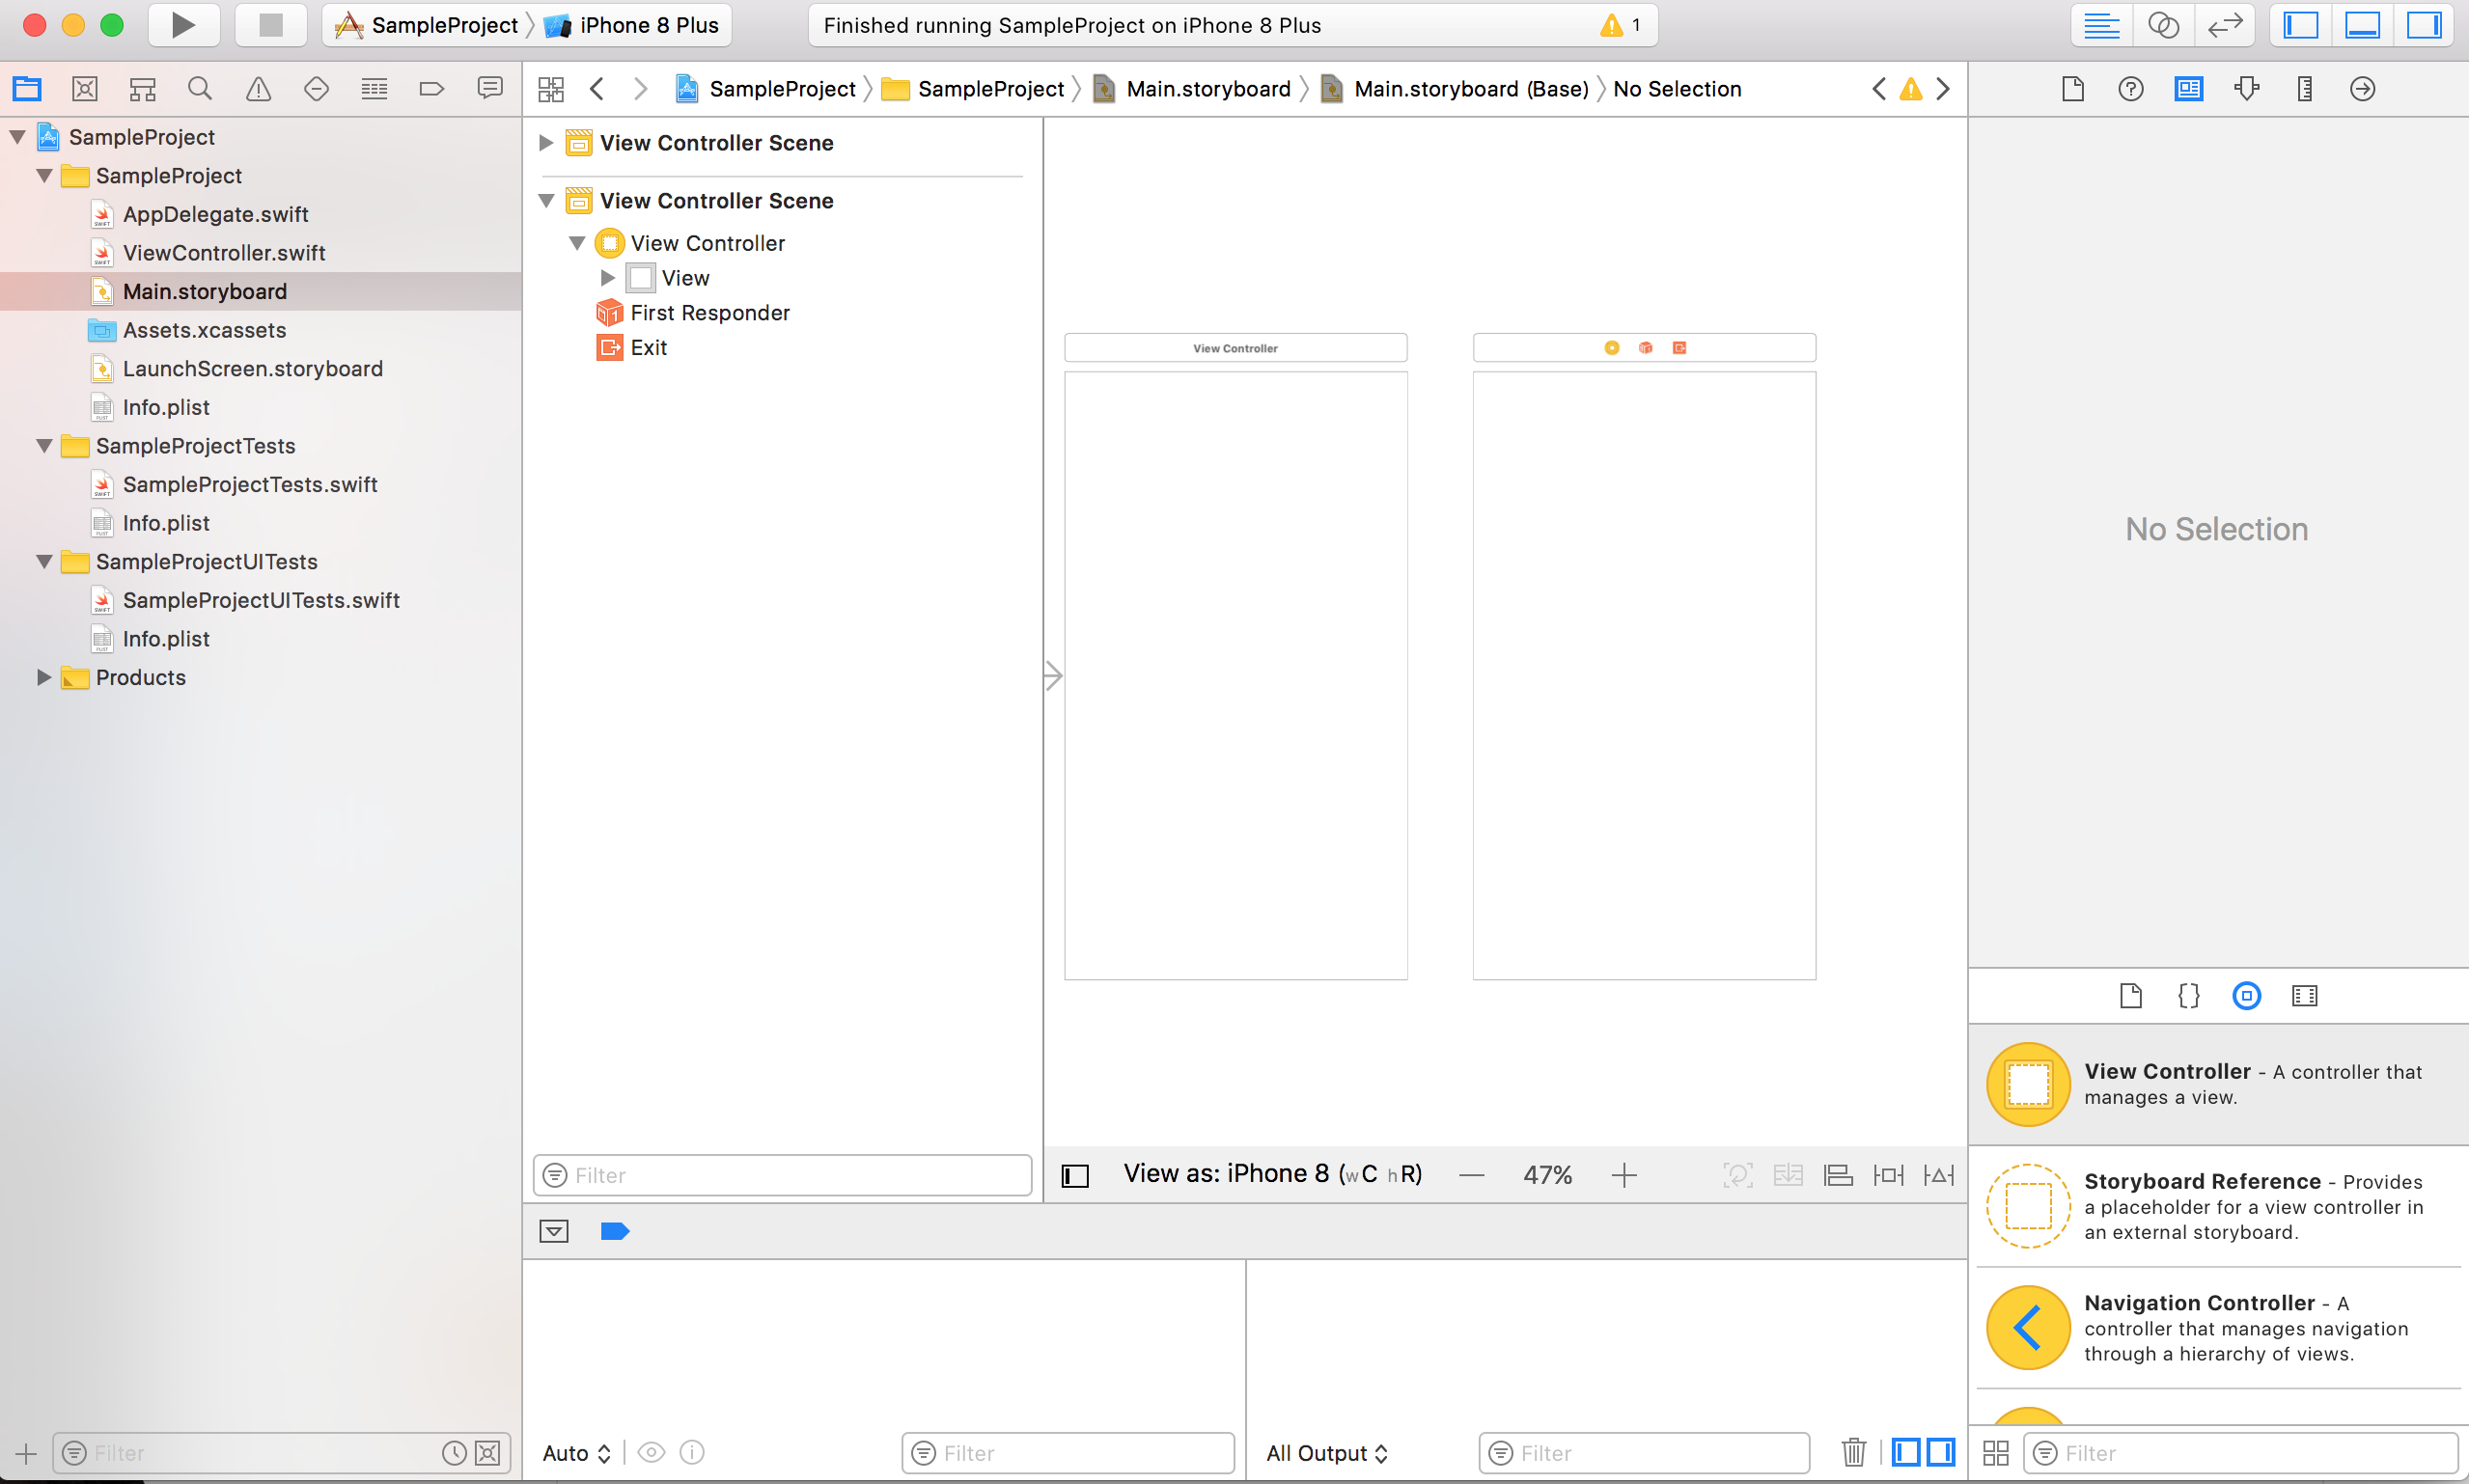 SampleProject
iPhone 8 Plus
Finished running SampleProject on iPhone 8 Plus
1
SampleProject
SampleProject
Main.storyboard
Main.storyboard (Base)
No Selection
SampleProject
SampleProject
AppDelegate.swift
ViewController.swift
Main.storyboard
Assets.xcassets
LaunchScreen.storyboard
Info.plist
SampleProjectTests
SampleProjectTests.swift
Info.plist
SampleProjectUITests
SampleProjectUITests.swift
Info.plist
Products
Filter
View Controller Scene
View Controller Scene
View Controller
View
First Responder
Exit
Filter
View Controller
View as: iPhone 8 (wC hR)
47%
Auto
Filter
All Output
Filter
No Selection
View Controller - A controller that
manages a view.
Storyboard Reference - Provides
a placeholder for a view controller in
an external storyboard.
Navigation Controller - A
controller that manages navigation
through a hierarchy of views.
Filter